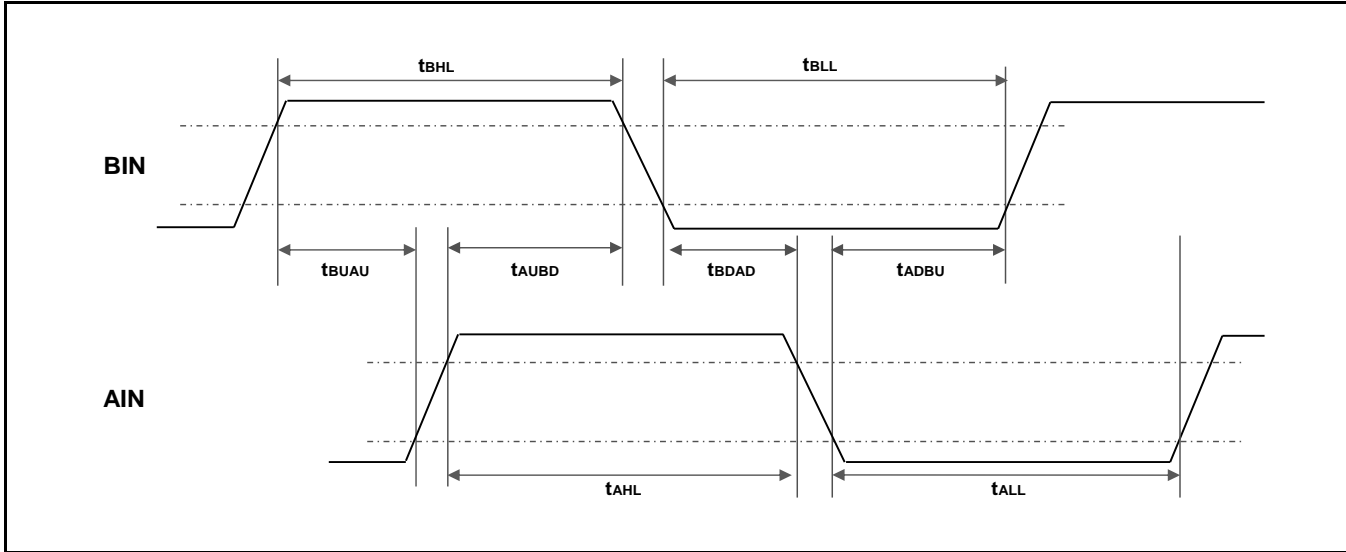 tBHL tBLL
BIN
tBUAU tAUBD tBDAD tADBU
AIN
tAHL tALL